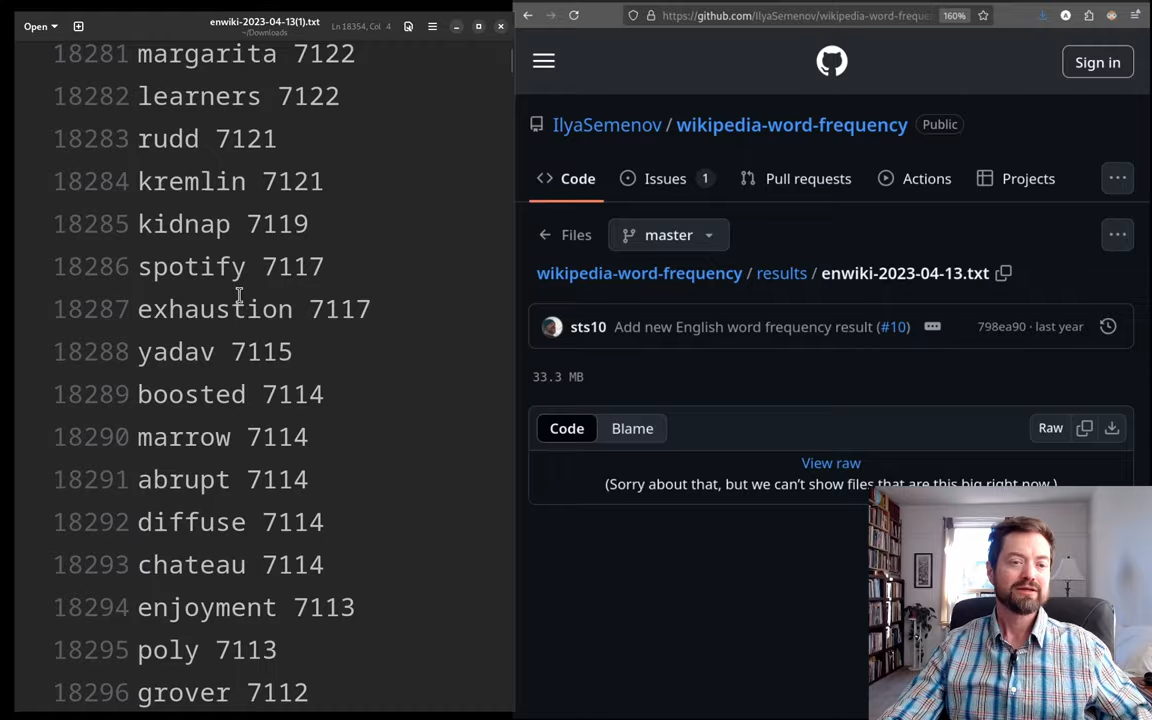 Open
enwiki-2023-04-13(1).txt
~/Downloads
Ln 18354, Col 4
18281 margarita 7122
18282 learners 7122
18283 rudd 7121
18284 kremlin 7121
18285 kidnap 7119
18286 spotify 7117
18287 exhaustion 7117
18288 yadav 7115
18289 boosted 7114
18290 marrow 7114
18291 abrupt 7114
18292 diffuse 7114
18293 chateau 7114
18294 enjoyment 7113
18295 poly 7113
18296 grover 7112
https://github.com/IlyaSemenov/wikipedia-word-freque
160%
Sign in
IlyaSemenov / wikipedia-word-frequency Public
Code Issues 1 Pull requests Actions Projects
Files master
wikipedia-word-frequency / results / enwiki-2023-04-13.txt
sts10 Add new English word frequency result (#10) 798ea90 · last year
33.3 MB
Code Blame Raw
View raw
(Sorry about that, but we can't show files that are this big right now.)